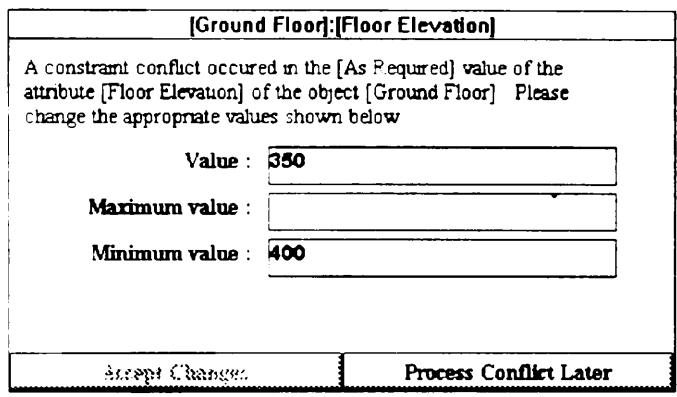 [Ground Floor]:[Floor Elevation]
A constraint conflict occured in the [As Required] value of the
attribute [Floor Elevation] of the object [Ground Floor] Please
change the appropriate values shown below
Value : 350
Maximum value :
Minimum value : 400
Accept Changes Process Conflict Later